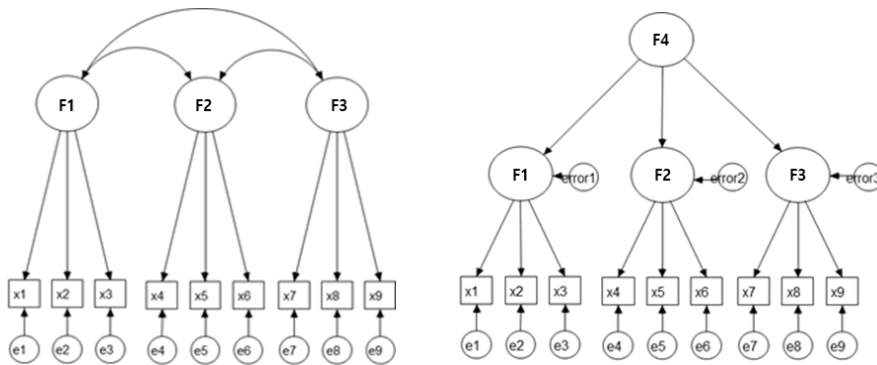 F1 F2 F3
x1 x2 x3 x4 x5 x6 x7 x8 x9
e1 e2 e3 e4 e5 e6 e7 e8 e9
F4
F1 error1 F2 error2 F3 error3
x1 x2 x3 x4 x5 x6 x7 x8 x9
e1 e2 e3 e4 e5 e6 e7 e8 e9